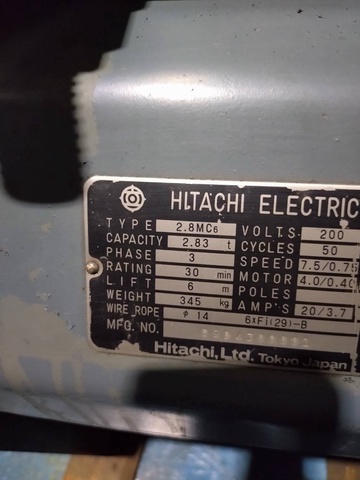 HITACHI ELECTRIC
TYPE 2.8MC6 VOLTS 200
CAPACITY 2.83 t CYCLES 50
PHASE 3 SPEED 7.5/0.75
RATING 30 min MOTOR 4.0/0.40
LIFT 6 m POLES
WEIGHT 345 kg AMP'S 20/3.7
WIRE ROPE φ 14 6×Fi(29)-B
MFG. NO.
Hitachi, Ltd. Tokyo Japan